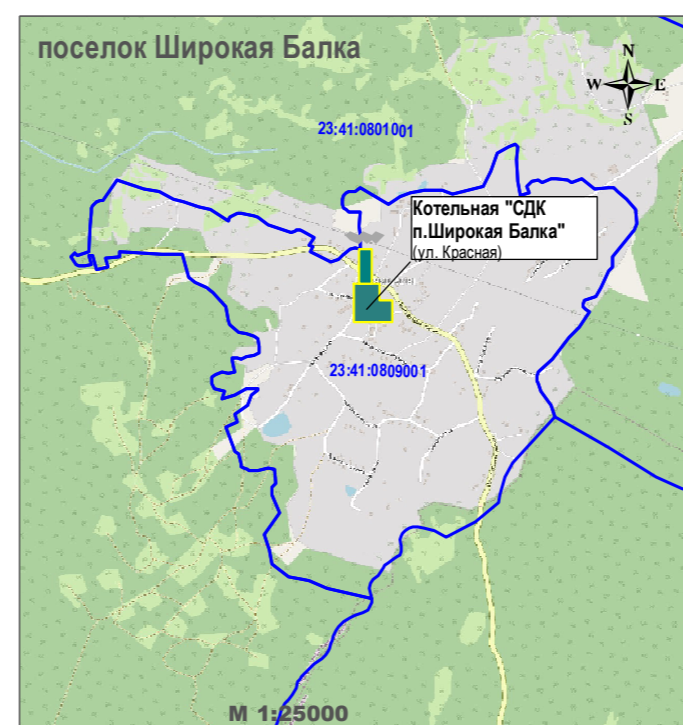 поселок Широкая Балка
N
W E
S
23:41:0801001
Котельная "СДК
п.Широкая Балка"
(ул. Красная)
23:41:0809001
М 1:25000